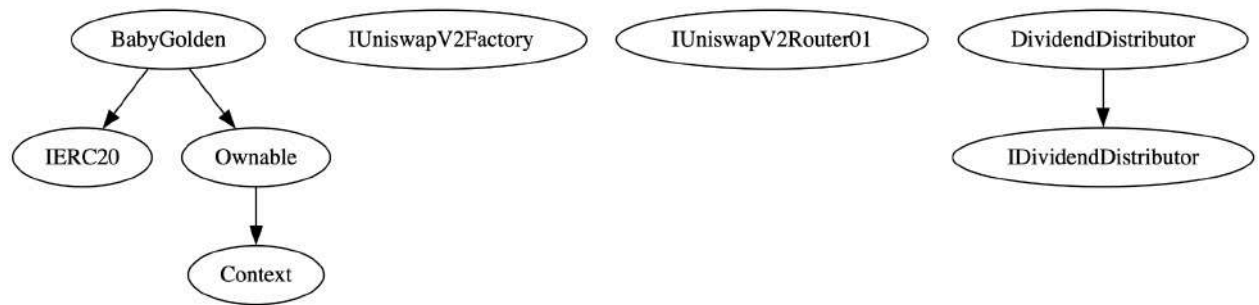 BabyGolden IUniswapV2Factory IUniswapV2Router01 DividendDistributor
IERC20 Ownable IDividendDistributor
Context